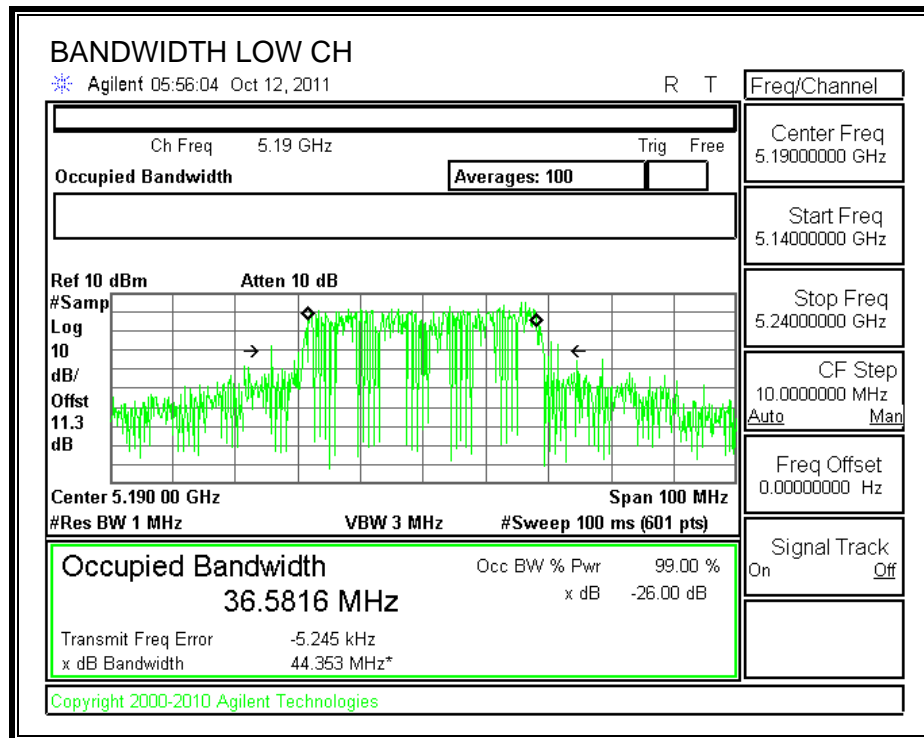 BANDWIDTH LOW CH
Agilent 05:56:04 Oct 12, 2011 R T
Ch Freq 5.19 GHz Trig Free
Occupied Bandwidth Averages: 100
Ref 10 dBm Atten 10 dB
#Samp
Log
10
dB/
Offst
11.3
dB
Center 5.190 00 GHz Span 100 MHz
#Res BW 1 MHz VBW 3 MHz #Sweep 100 ms (601 pts)
Occupied Bandwidth Occ BW % Pwr 99.00 %
36.5816 MHz x dB -26.00 dB
Transmit Freq Error -5.245 kHz
x dB Bandwidth 44.353 MHz*
Copyright 2000-2010 Agilent Technologies
Freq/Channel
Center Freq
5.19000000 GHz
Start Freq
5.14000000 GHz
Stop Freq
5.24000000 GHz
CF Step
10.0000000 MHz
Auto Man
Freq Offset
0.00000000 Hz
Signal Track
On Off